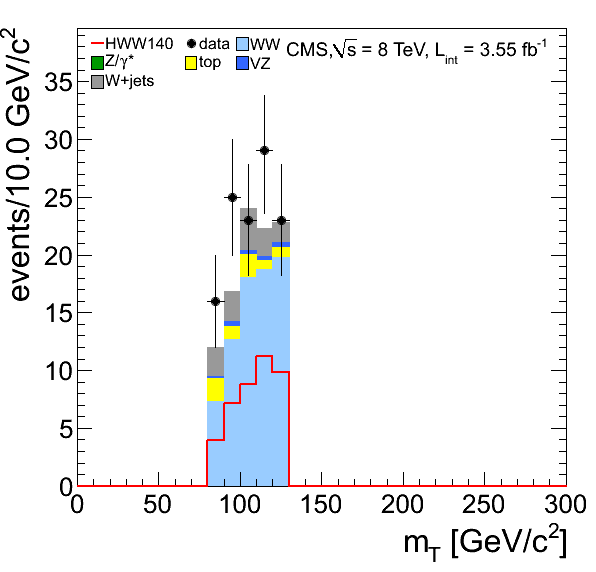 HWW140 data WW CMS,√s = 8 TeV, L_int = 3.55 fb⁻¹
Z/γ* top VZ
W+jets
events/10.0 GeV/c²
35
30
25
20
15
10
5
0
0 50 100 150 200 250 300
m_T [GeV/c²]